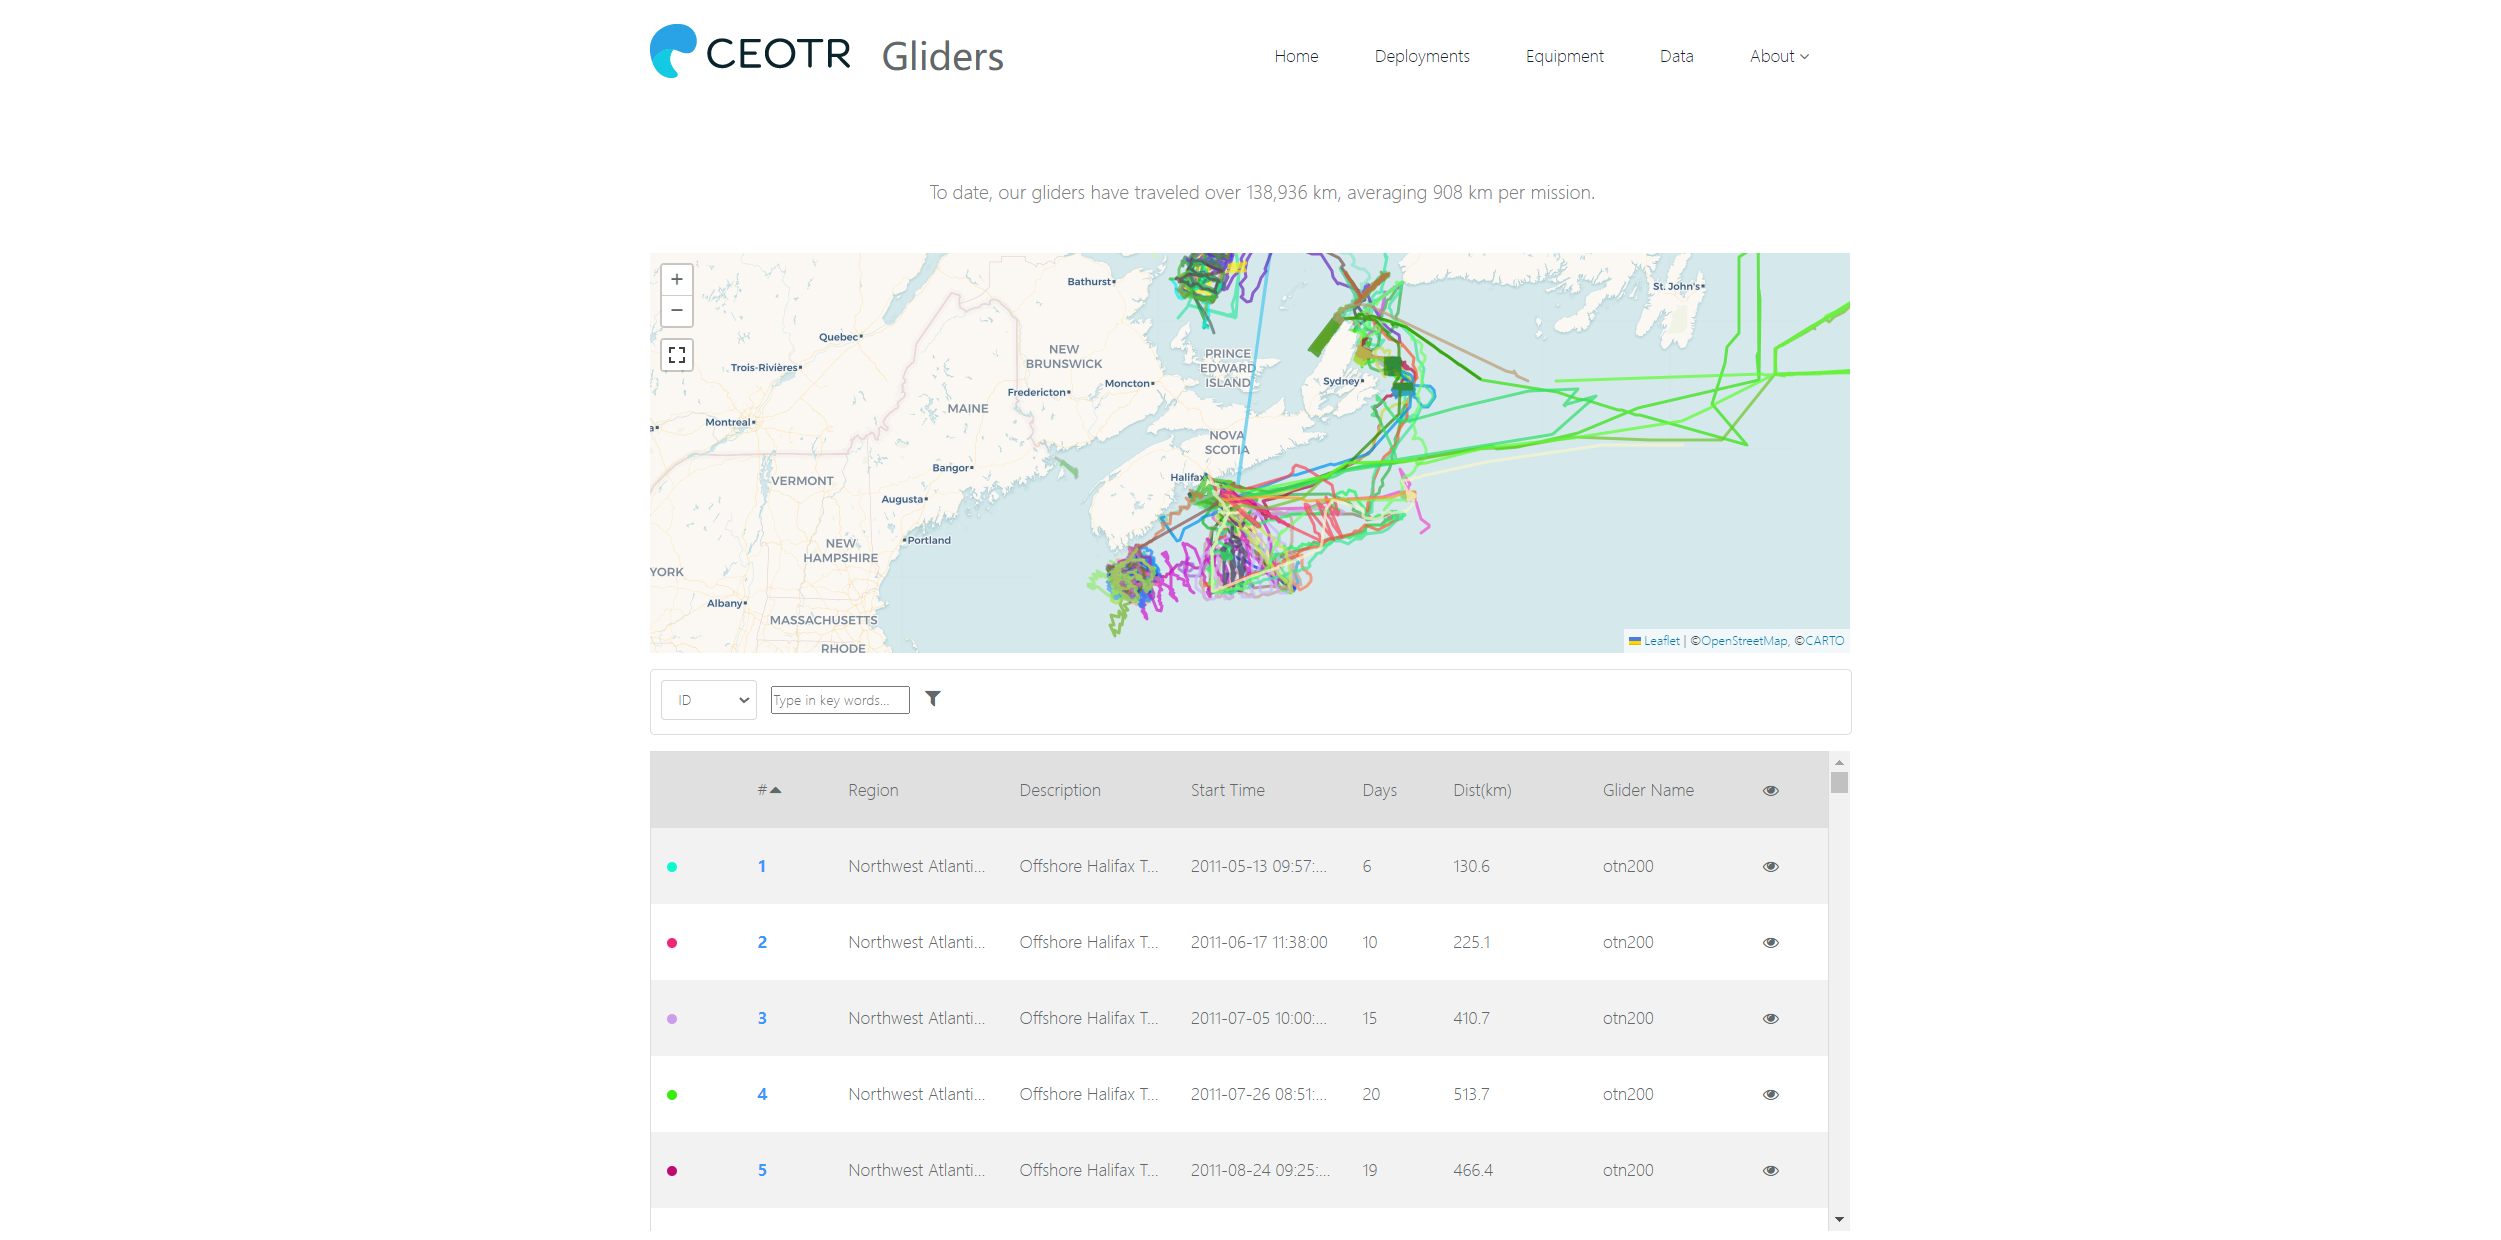 CEOTR Gliders
Home Deployments Equipment Data About
To date, our gliders have traveled over 138,936 km, averaging 908 km per mission.
+
−
Bathurst
St. John's
Quebec
Trois-Rivières
NEW
BRUNSWICK
PRINCE
EDWARD
ISLAND
Moncton
Sydney
Fredericton
MAINE
Montreal
a
NOVA
SCOTIA
Bangor
Halifax
VERMONT
Augusta
Portland
NEW
HAMPSHIRE
YORK
Albany
MASSACHUSETTS
RHODE
Leaflet | ©OpenStreetMap, ©CARTO
ID Type in key words...
# Region Description Start Time Days Dist(km) Glider Name
1 Northwest Atlanti... Offshore Halifax T... 2011-05-13 09:57:... 6 130.6 otn200
2 Northwest Atlanti... Offshore Halifax T... 2011-06-17 11:38:00 10 225.1 otn200
3 Northwest Atlanti... Offshore Halifax T... 2011-07-05 10:00:... 15 410.7 otn200
4 Northwest Atlanti... Offshore Halifax T... 2011-07-26 08:51:... 20 513.7 otn200
5 Northwest Atlanti... Offshore Halifax T... 2011-08-24 09:25:... 19 466.4 otn200